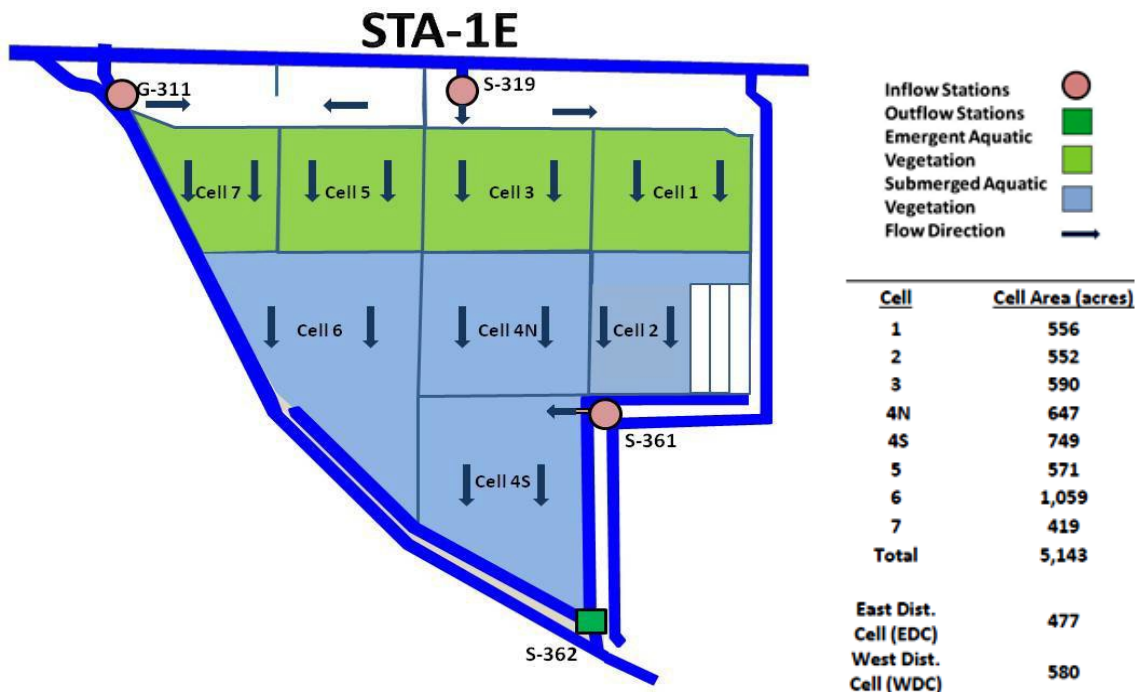 STA-1E
G-311
S-319
Cell 7
Cell 5
Cell 3
Cell 1
Cell 6
Cell 4N
Cell 2
S-361
Cell 4S
S-362
Inflow Stations
Outflow Stations
Emergent Aquatic
Vegetation
Submerged Aquatic
Vegetation
Flow Direction
Cell Cell Area (acres)
1 556
2 552
3 590
4N 647
4S 749
5 571
6 1,059
7 419
Total 5,143
East Dist.
Cell (EDC) 477
West Dist.
Cell (WDC) 580